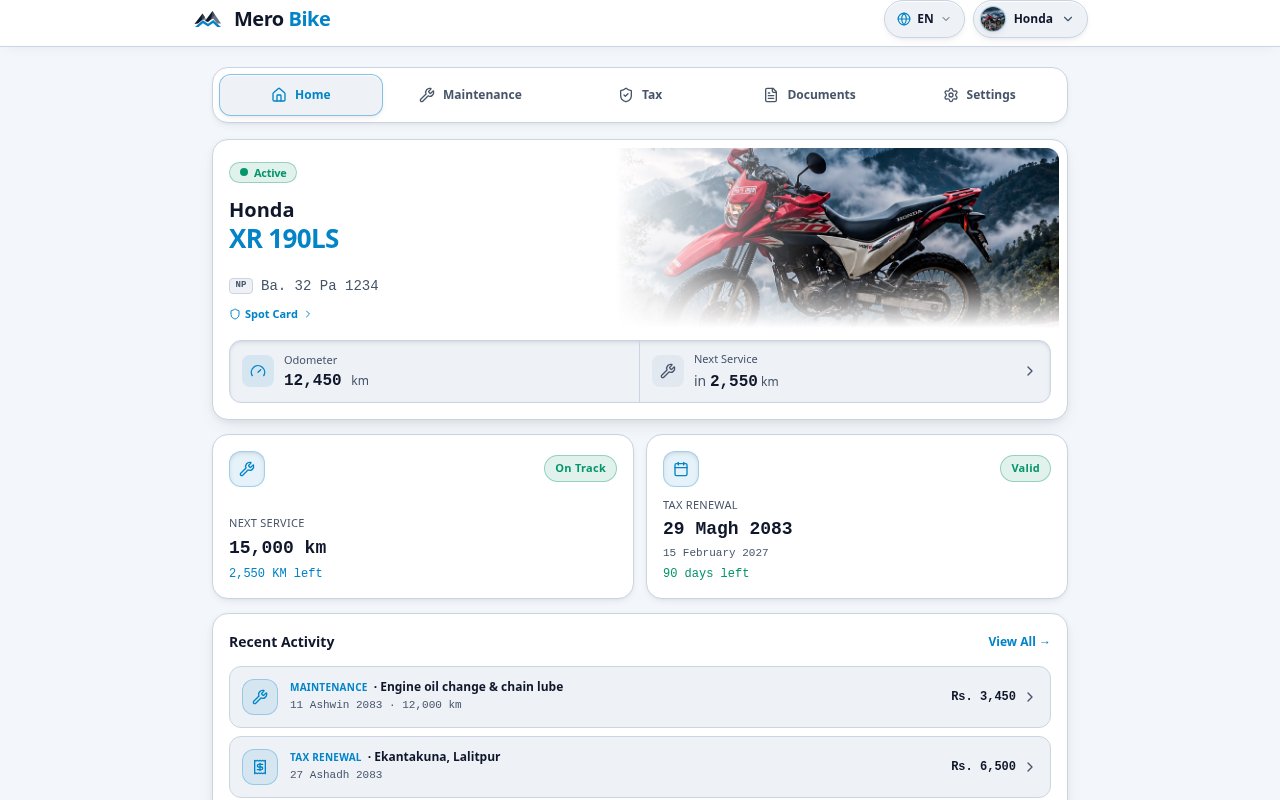 Mero Bike
EN
Honda
Home
Maintenance
Tax
Documents
Settings
Active
Honda
XR 190LS
NP Ba. 32 Pa 1234
Spot Card
Odometer
12,450 km
Next Service
in 2,550 km
HONDA
On Track
NEXT SERVICE
15,000 km
2,550 KM left
Valid
TAX RENEWAL
29 Magh 2083
15 February 2027
90 days left
Recent Activity
View All →
MAINTENANCE · Engine oil change & chain lube
11 Ashwin 2083 · 12,000 km
Rs. 3,450
TAX RENEWAL · Ekantakuna, Lalitpur
27 Ashadh 2083
Rs. 6,500